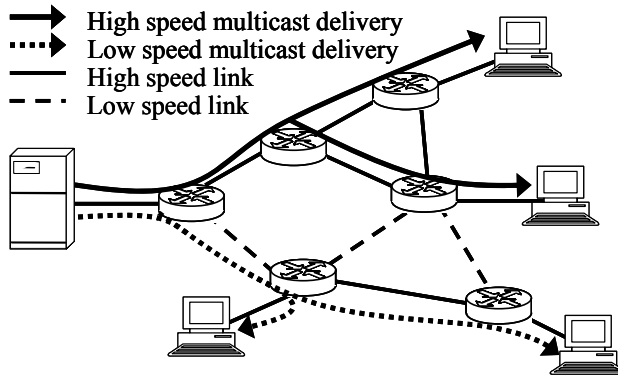 High speed multicast delivery
Low speed multicast delivery
High speed link
Low speed link